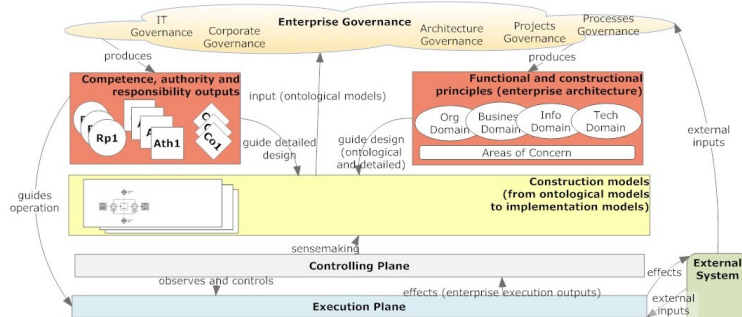 IT
Governance
Corporate
Governance
Enterprise Governance
Architecture
Governance
Projects
Governance
Processes
Governance
produces
produces
Competence, authority and
responsibility outputs
Rp1
Ath1
Co1
input (ontological models)
Functional and constructional
principles (enterprise architecture)
Org
Domain
Business
Domain
Info
Domain
Tech
Domain
Areas of Concern
guide detailed
design
guide design
(ontological
and detailed)
external
inputs
guides
operation
Construction models
(from ontological models
to implementation models)
sensemaking
Controlling Plane
observes and controls
effects (enterprise execution outputs)
Execution Plane
effects
external
inputs
External
System